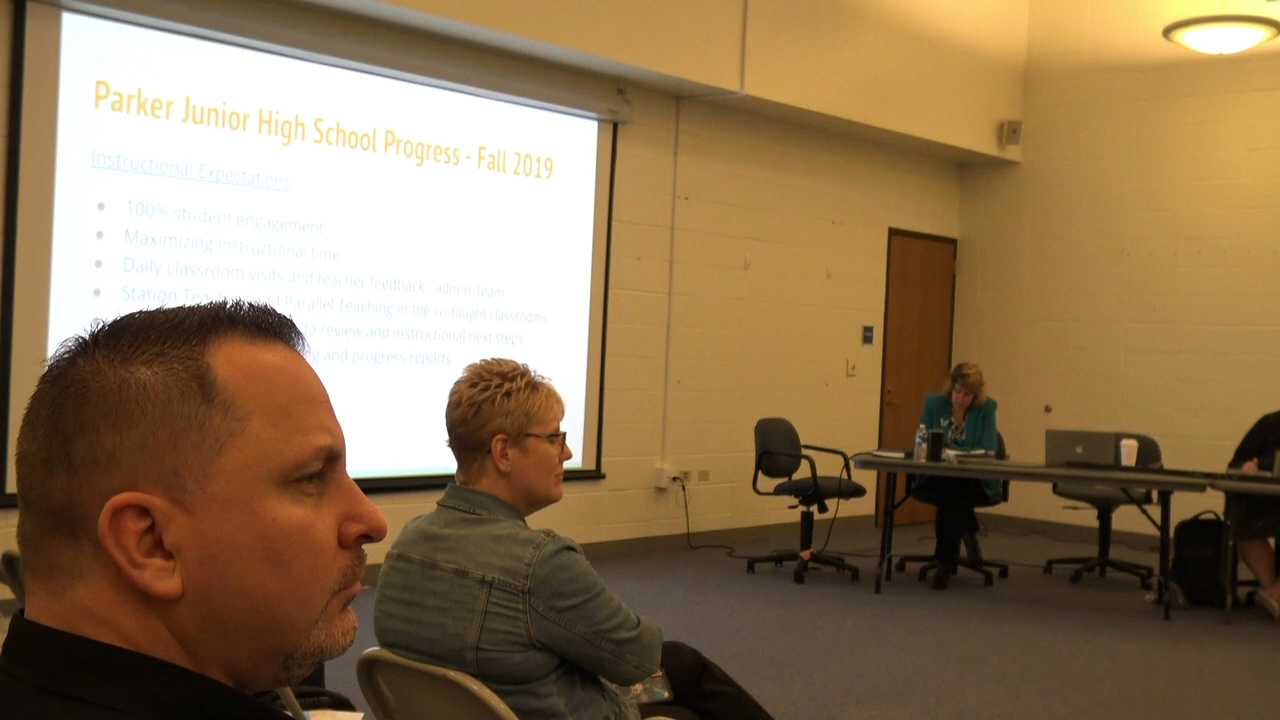 Parker Junior High School Progress - Fall 2019
Instructional Expectations
100% student engagement
Maximizing instructional time
Daily classroom visits and teacher feedback - admin team
Station and Parallel Teaching in the co taught classrooms
review and instructional next steps
and progress reports